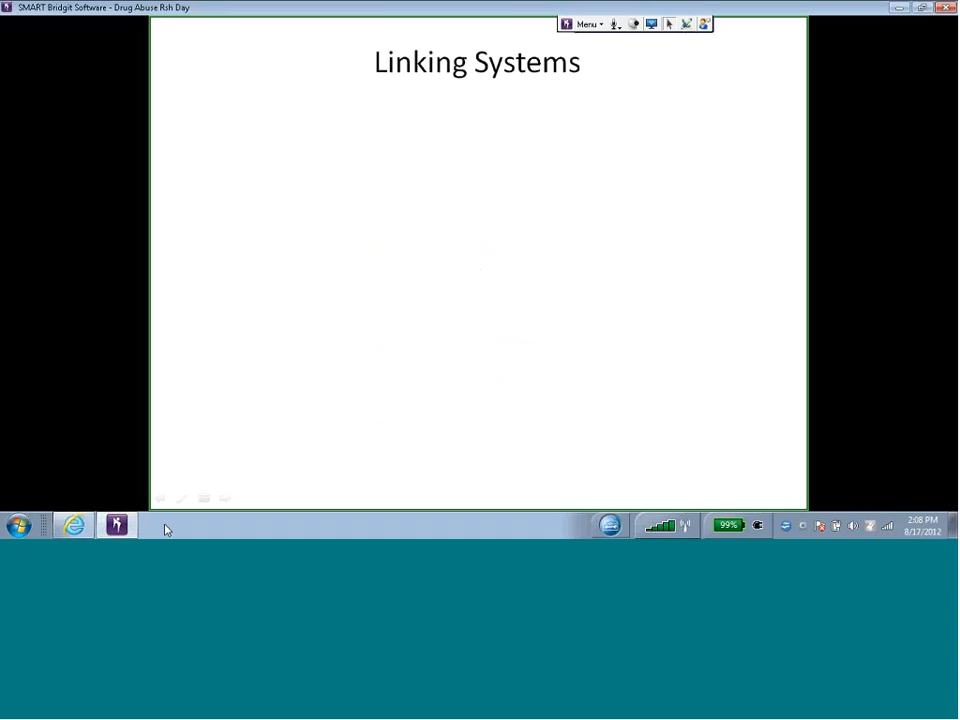 SMART Bridgit Software - Drug Abuse Rsh Day
Menu
Linking Systems
99%
2:08 PM
8/17/2012